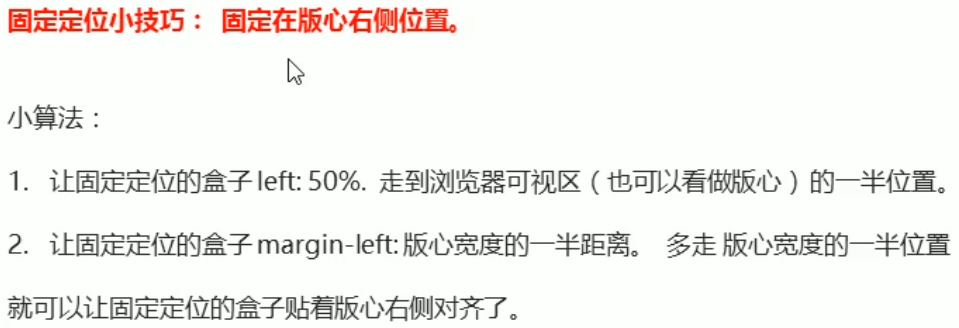 固定定位小技巧： 固定在版心右侧位置。
小算法：
1. 让固定定位的盒子 left: 50%. 走到浏览器可视区（也可以看做版心）的一半位置。
2. 让固定定位的盒子 margin-left: 版心宽度的一半距离。 多走 版心宽度的一半位置
就可以让固定定位的盒子贴着版心右侧对齐了。